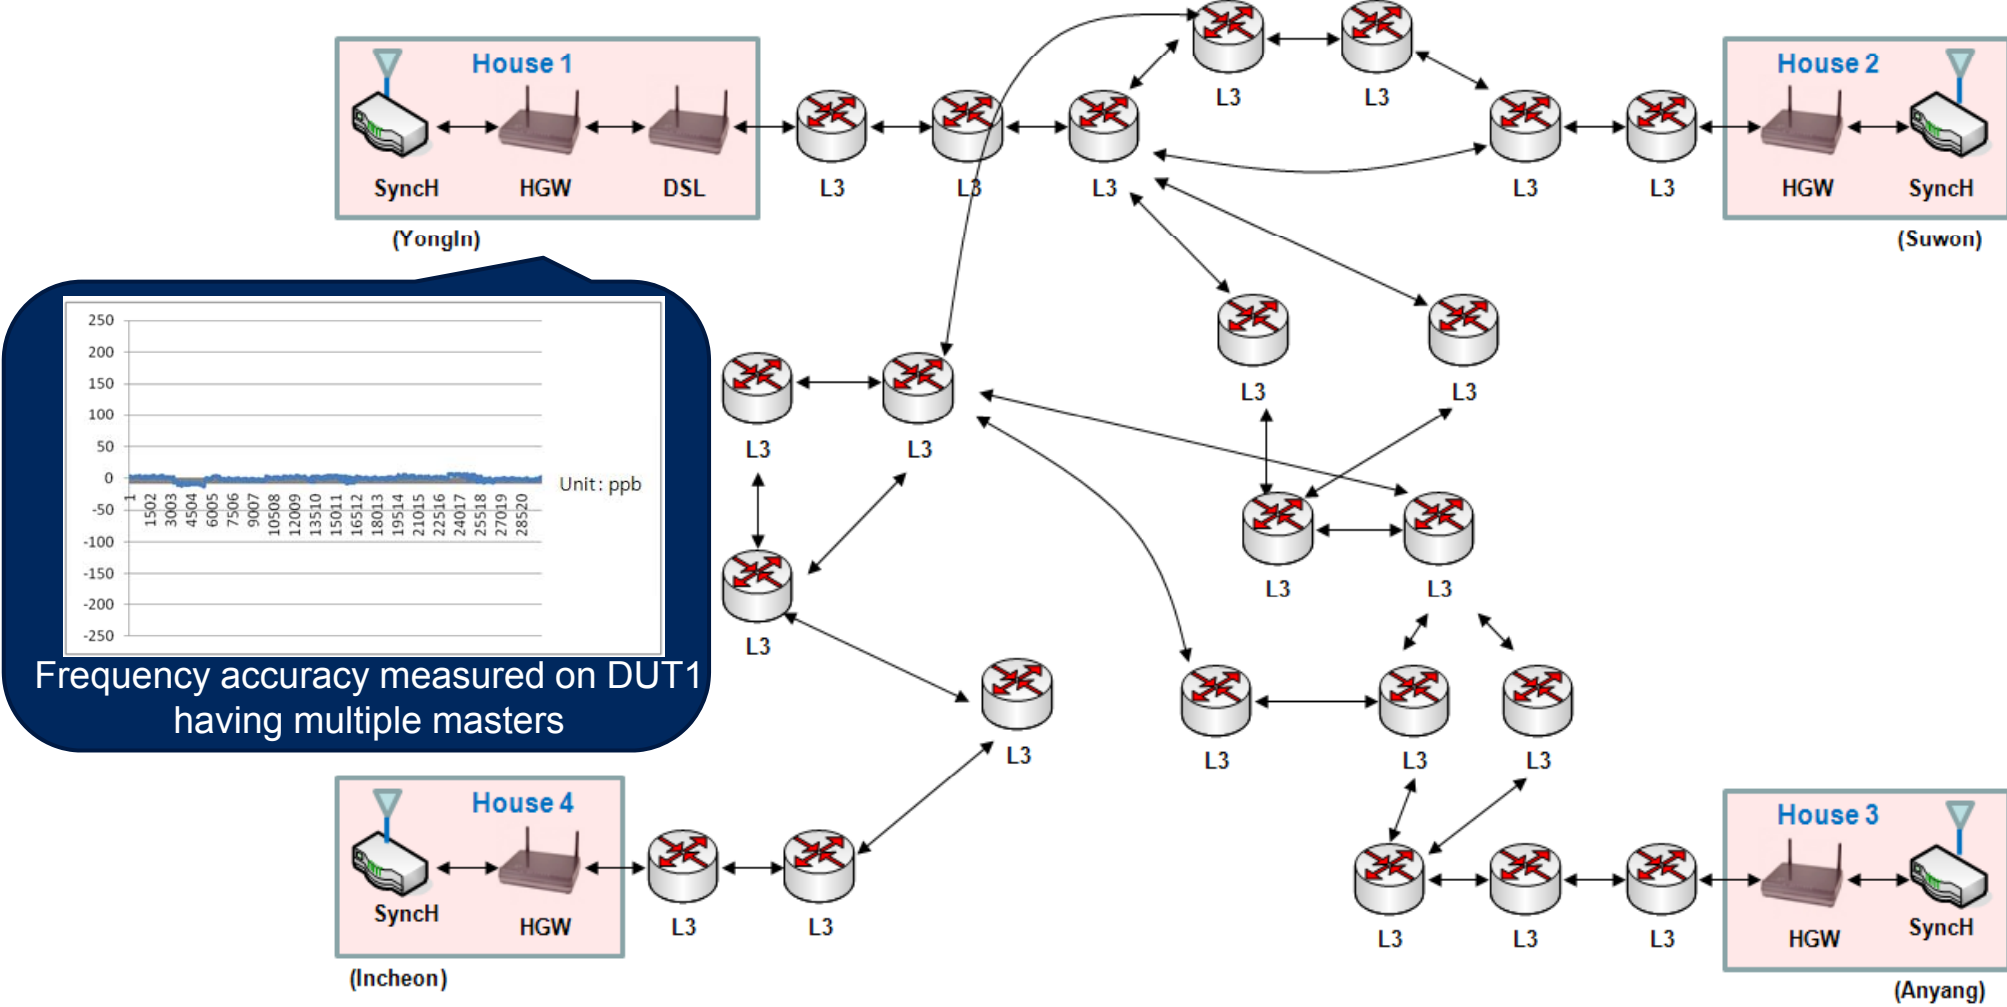 L3
L3
House 1
SyncH
HGW
DSL
(YongIn)
L3
L3
L3
L3
L3
House 2
HGW
SyncH
(Suwon)
250
200
150
100
50
0
-50
-100
-150
-200
-250
1
1502
3003
4504
6005
7506
9007
10508
12009
13510
15011
16512
18013
19514
21015
22516
24017
25518
27019
28520
Unit: ppb
Frequency accuracy measured on DUT1
having multiple masters
L3
L3
L3
L3
L3
L3
L3
L3
L3
L3
L3
House 4
SyncH
HGW
(Incheon)
L3
L3
L3
L3
L3
House 3
HGW
SyncH
(Anyang)